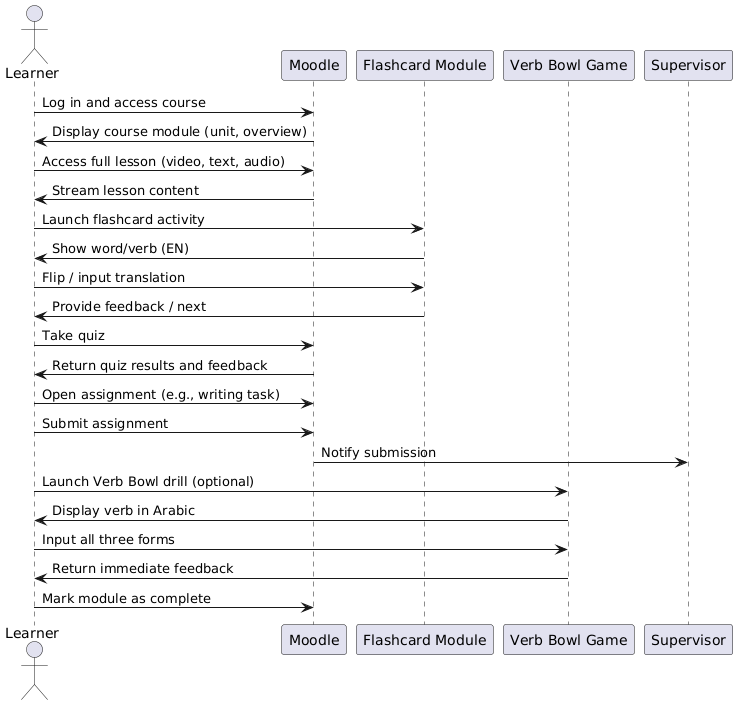 Learner
Moodle
Flashcard Module
Verb Bowl Game
Supervisor
Log in and access course
Display course module (unit, overview)
Access full lesson (video, text, audio)
Stream lesson content
Launch flashcard activity
Show word/verb (EN)
Flip / input translation
Provide feedback / next
Take quiz
Return quiz results and feedback
Open assignment (e.g., writing task)
Submit assignment
Notify submission
Launch Verb Bowl drill (optional)
Display verb in Arabic
Input all three forms
Return immediate feedback
Mark module as complete
Learner
Moodle
Flashcard Module
Verb Bowl Game
Supervisor